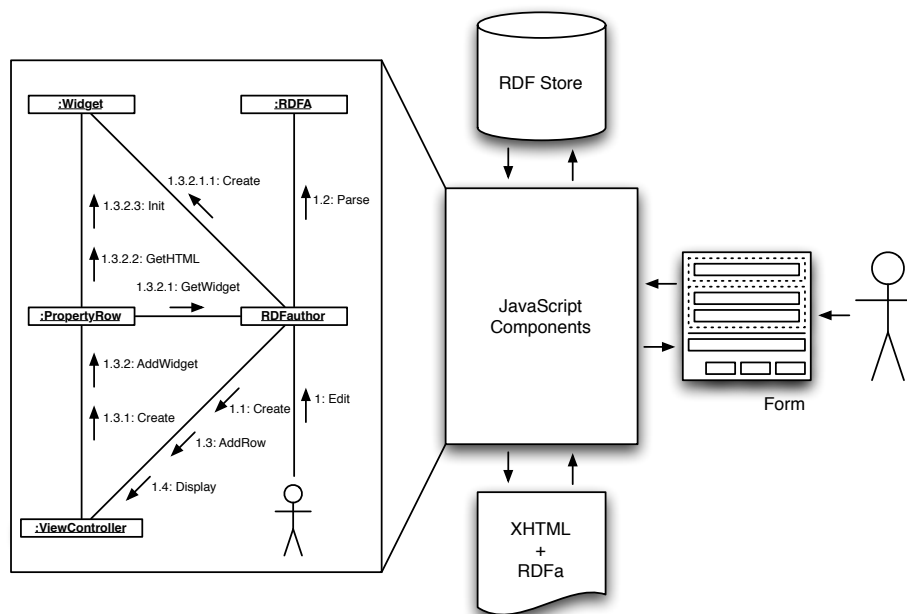 :Widget
:RDFA
1.3.2.1.1: Create
1.3.2.3: Init
1.2: Parse
1.3.2.2: GetHTML
1.3.2.1: GetWidget
:PropertyRow
RDFauthor
1.3.2: AddWidget
1.3.1: Create
1.1: Create
1: Edit
1.3: AddRow
1.4: Display
:ViewController
RDF Store
JavaScript
Components
Form
XHTML
+
RDFa